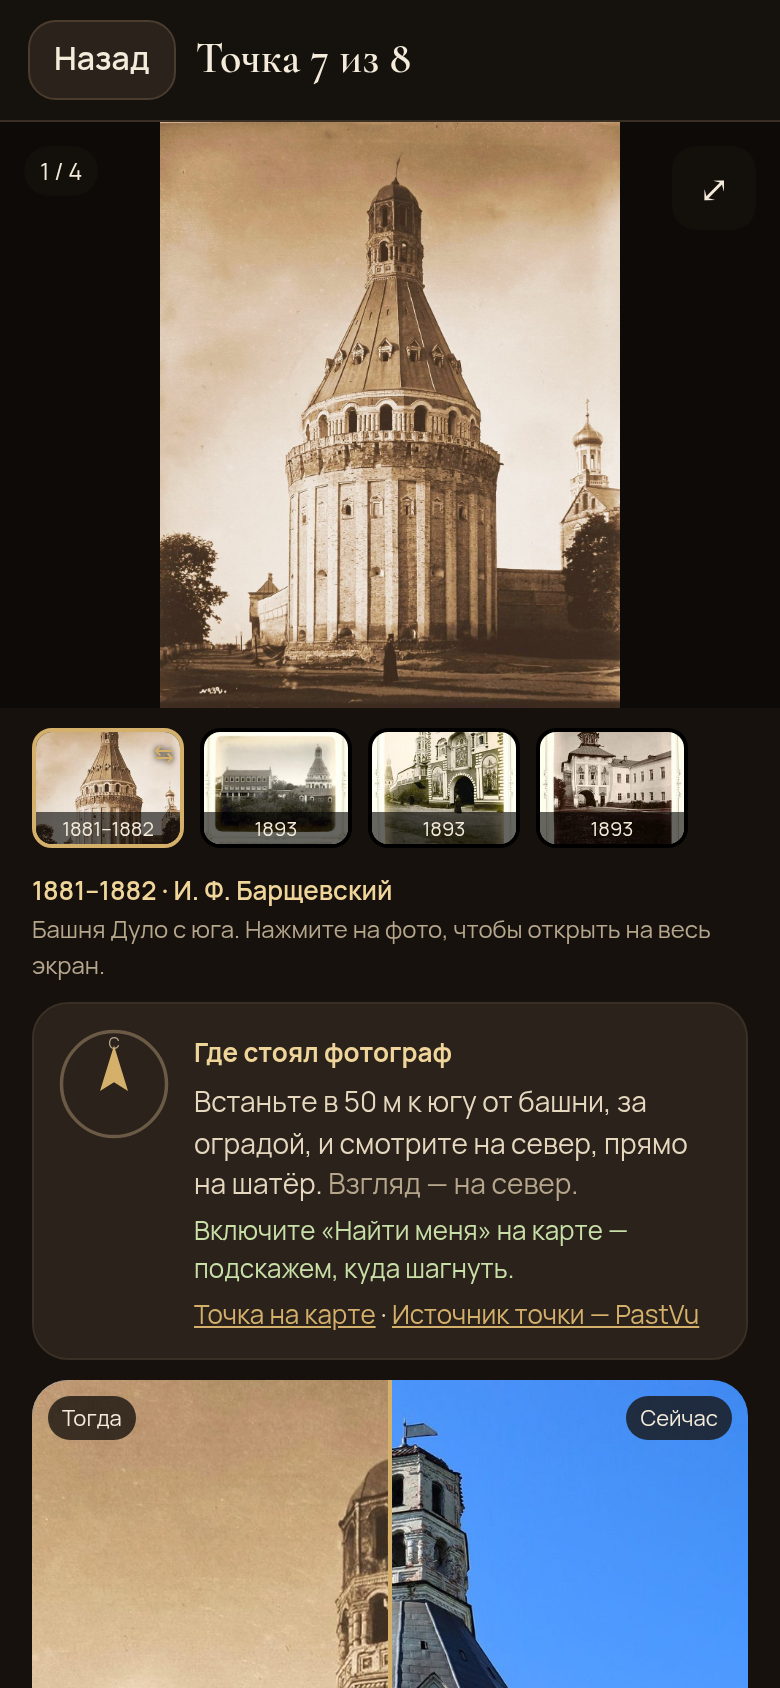 Назад
Точка 7 из 8
1 / 4
1881–1882
1893
1893
1893
1881–1882 · И. Ф. Барщевский
Башня Дуло с юга. Нажмите на фото, чтобы открыть на весь
экран.
С
Где стоял фотограф
Встаньте в 50 м к югу от башни, за
оградой, и смотрите на север, прямо
на шатёр. Взгляд — на север.
Включите «Найти меня» на карте —
подскажем, куда шагнуть.
Точка на карте · Источник точки — PastVu
Тогда
Сейчас